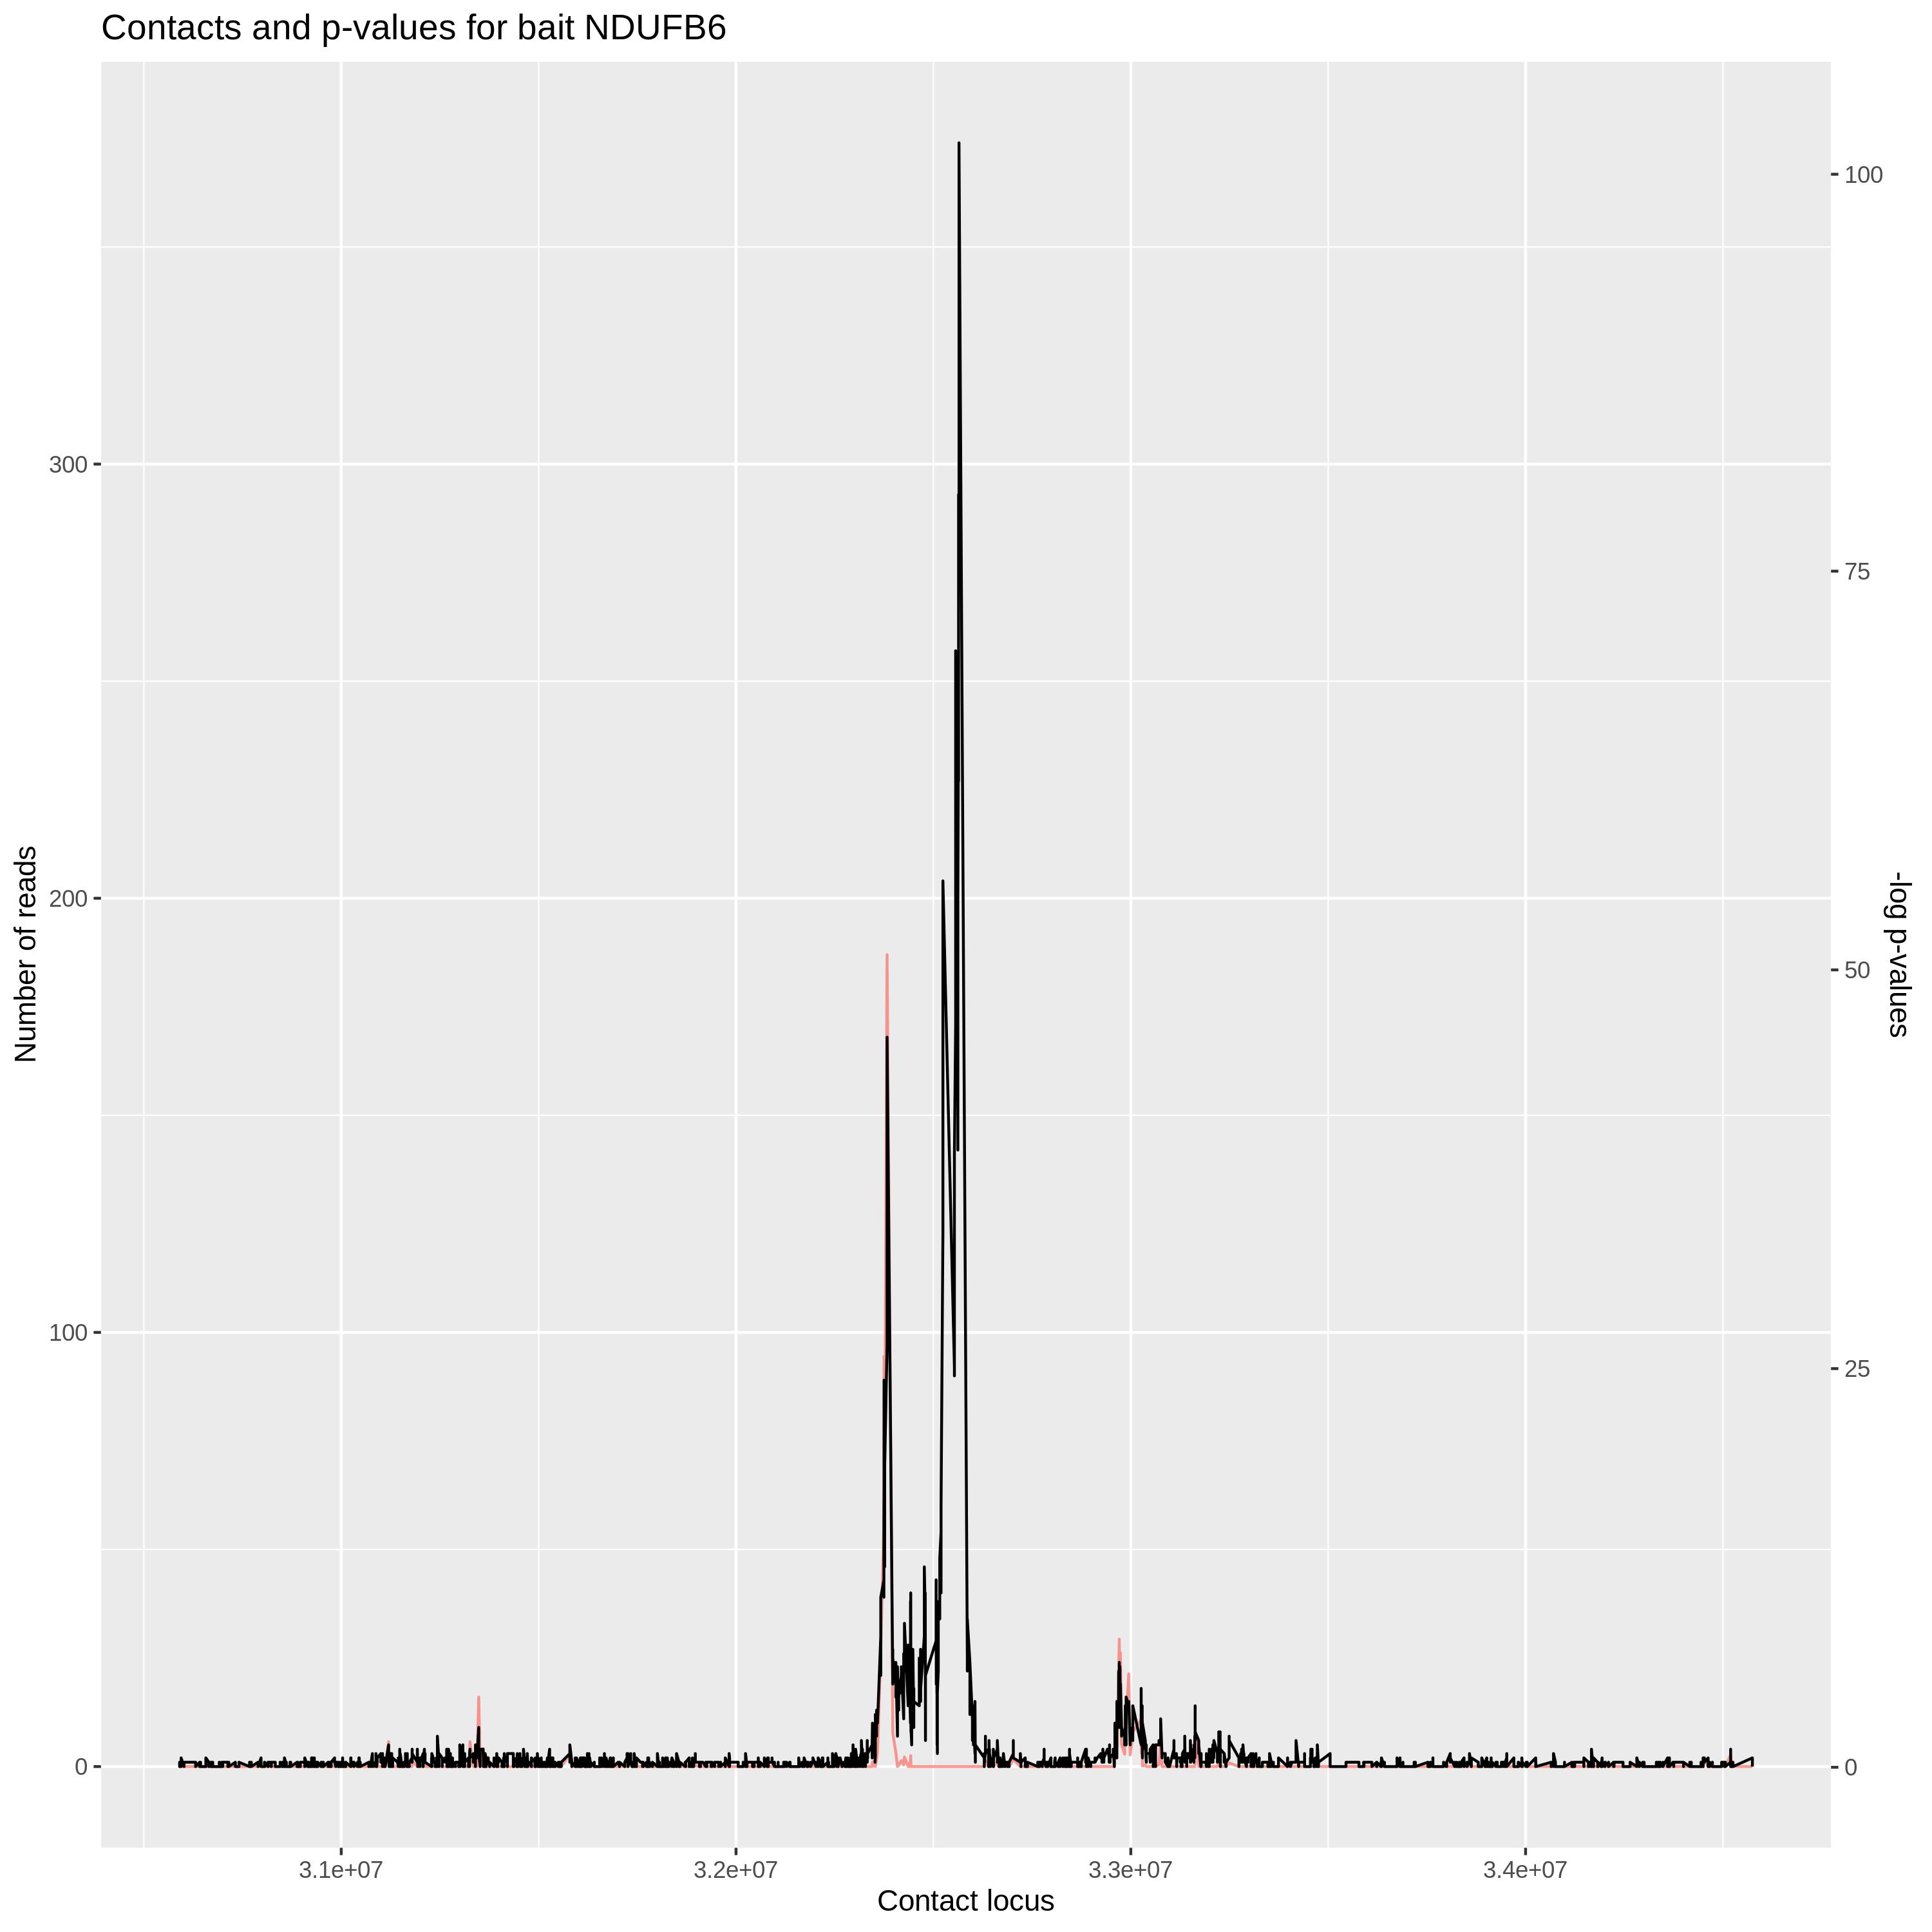 Contacts and p-values for bait NDUFB6
100
300
75
200
50
100
25
0
0
Number of reads
-log p-values
3.1e+07
3.2e+07
3.3e+07
3.4e+07
Contact locus